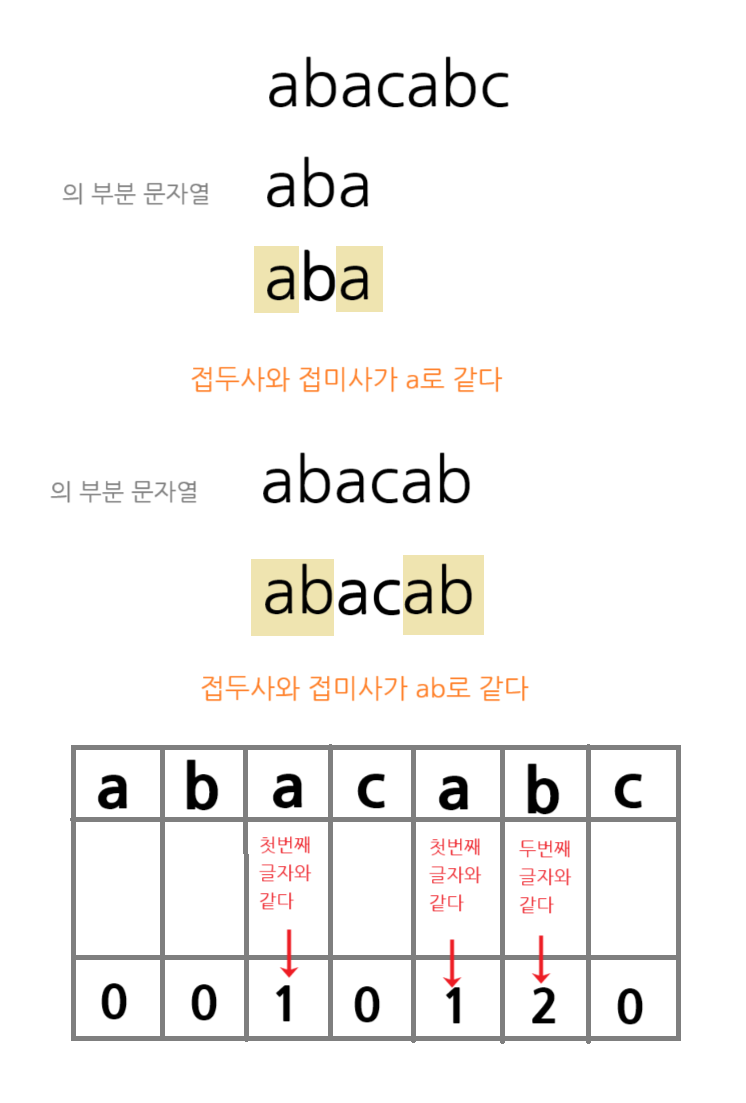 abacabc
의 부분 문자열 aba
aba
접두사와 접미사가 a로 같다
의 부분 문자열 abacab
abacab
접두사와 접미사가 ab로 같다
a b a c a b c
첫번째 첫번째 두번째
글자와 글자와 글자와
같다 같다 같다
0 0 1 0 1 2 0